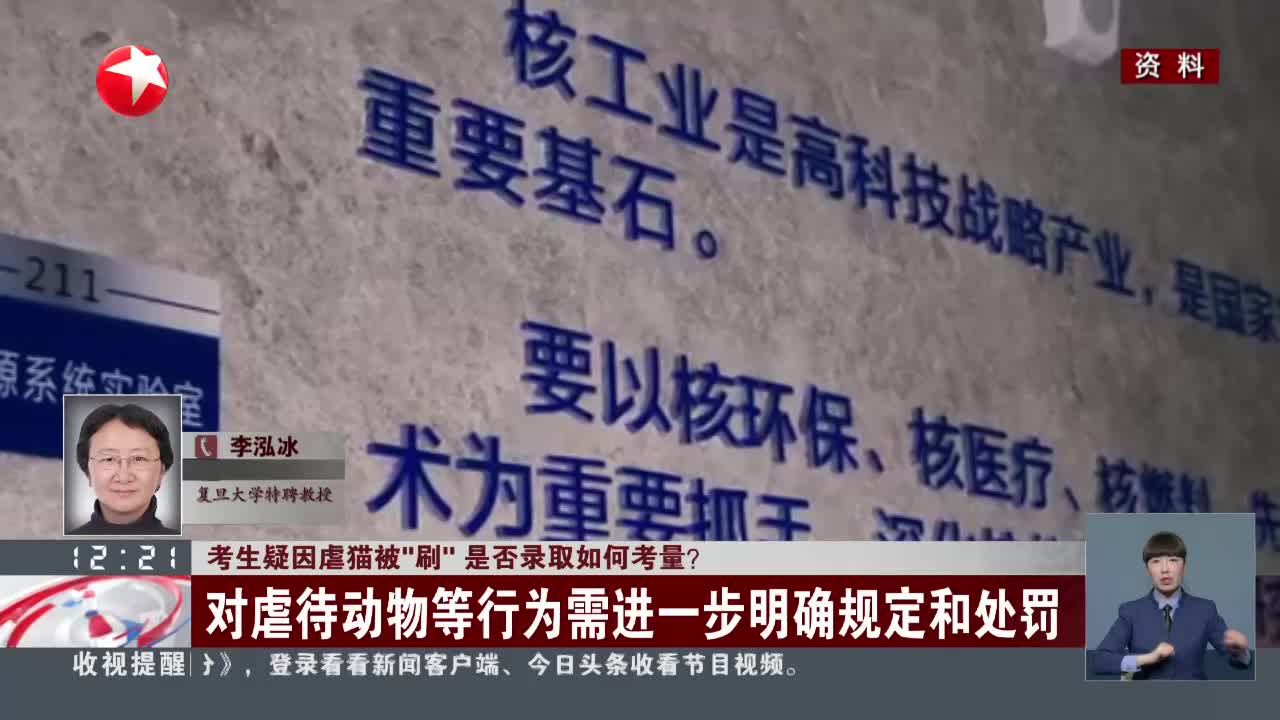 资料
核工业是高科技战略产业，是国家
重要基石。
要以核环保、核医疗、核燃料、先
术为重要抓手、深化
-211
源系统实验室
李泓冰
复旦大学特聘教授
12:21
考生疑因虐猫被"刷" 是否录取如何考量？
对虐待动物等行为需进一步明确规定和处罚
收视提醒
》，登录看看新闻客户端、今日头条收看节目视频。